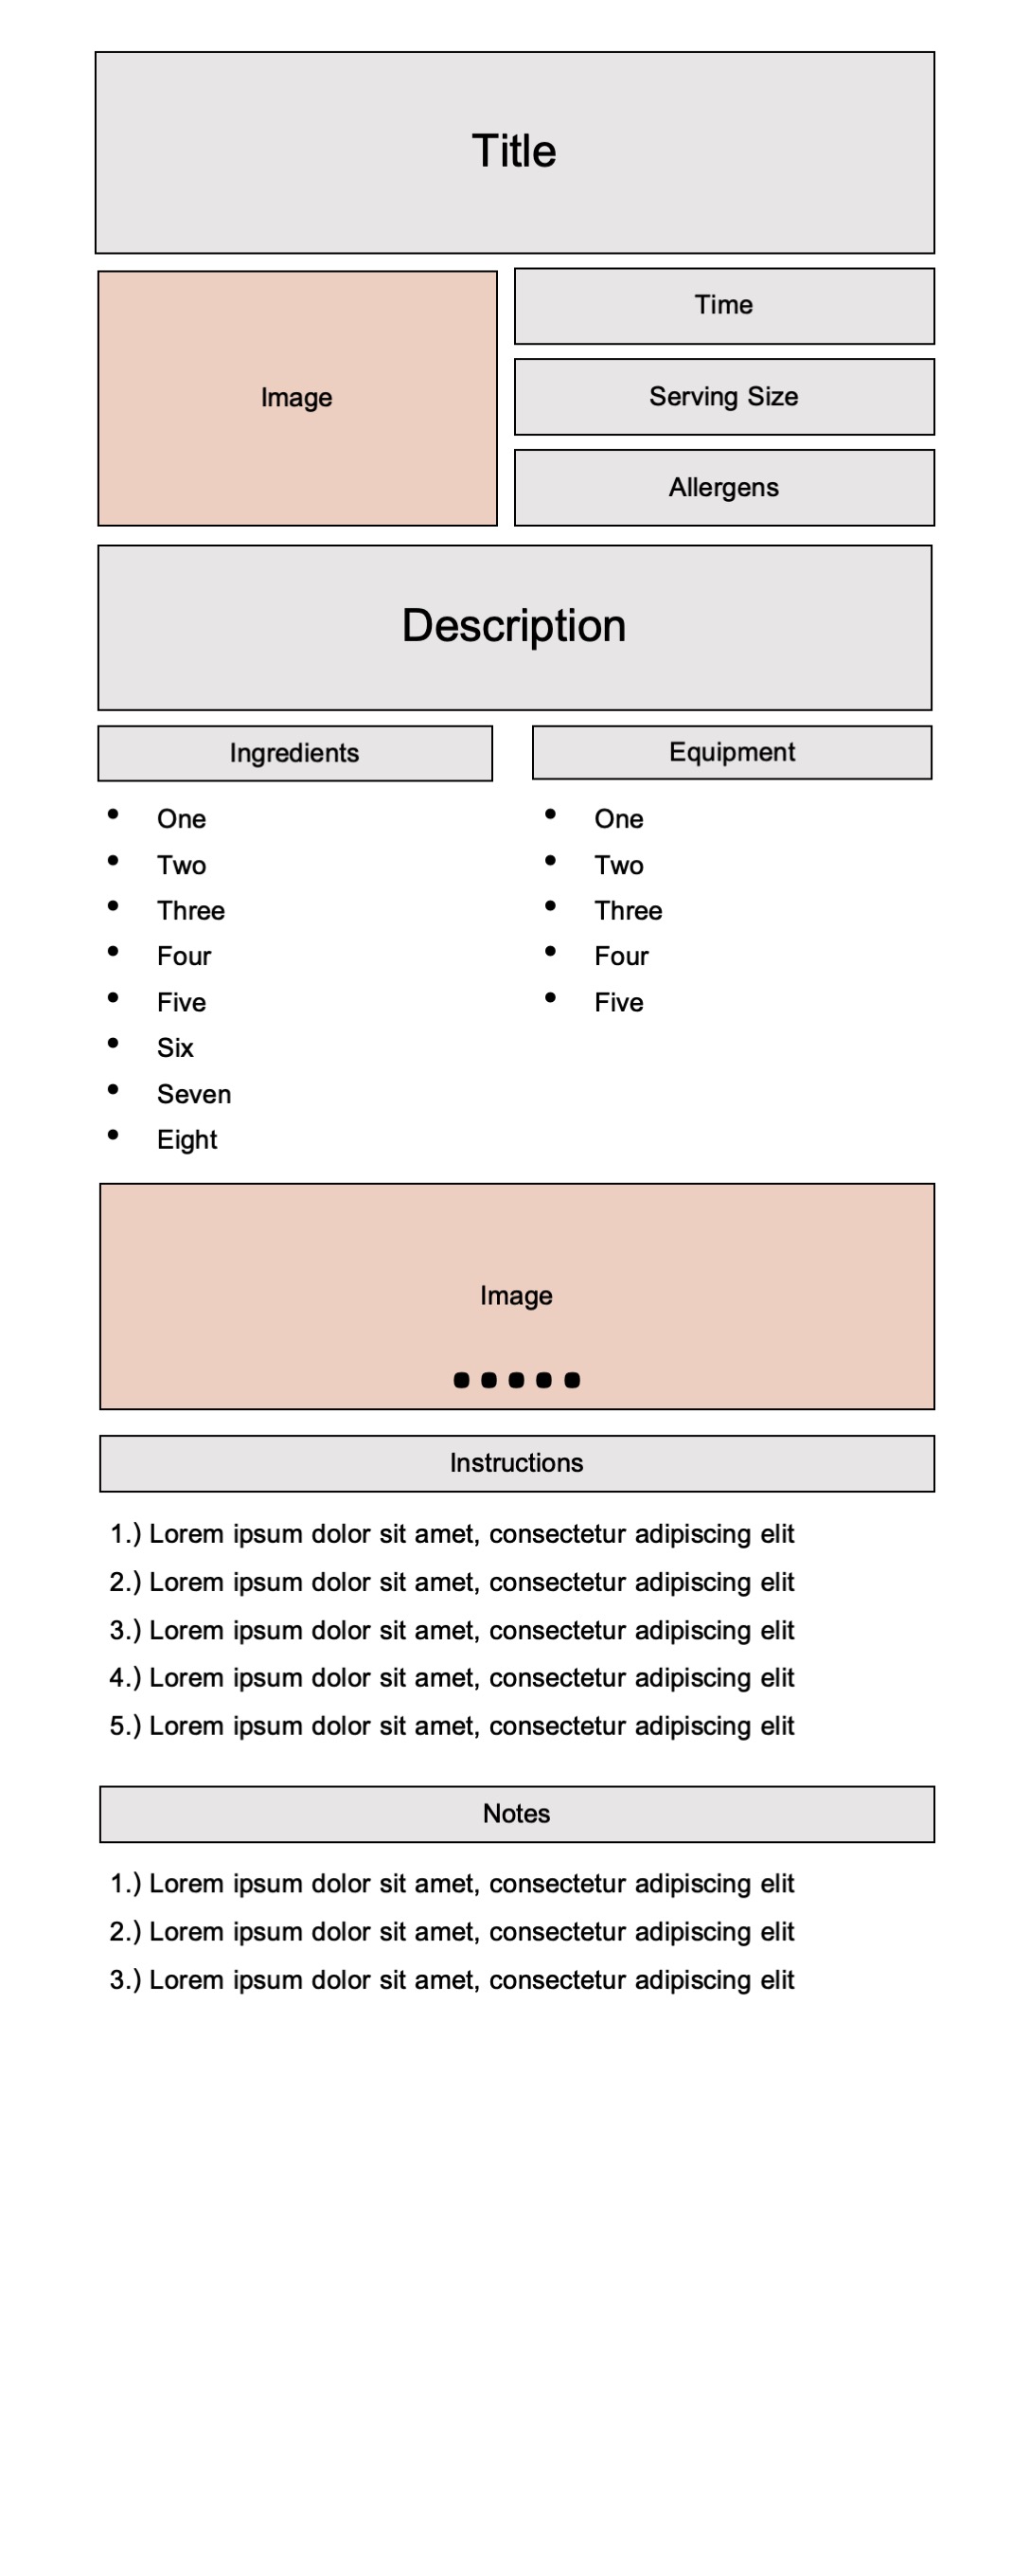 Title
Image
Time
Serving Size
Allergens
Description
Ingredients
• One
• Two
• Three
• Four
• Five
• Six
• Seven
• Eight
Equipment
• One
• Two
• Three
• Four
• Five
Image
Instructions
1.) Lorem ipsum dolor sit amet, consectetur adipiscing elit
2.) Lorem ipsum dolor sit amet, consectetur adipiscing elit
3.) Lorem ipsum dolor sit amet, consectetur adipiscing elit
4.) Lorem ipsum dolor sit amet, consectetur adipiscing elit
5.) Lorem ipsum dolor sit amet, consectetur adipiscing elit
Notes
1.) Lorem ipsum dolor sit amet, consectetur adipiscing elit
2.) Lorem ipsum dolor sit amet, consectetur adipiscing elit
3.) Lorem ipsum dolor sit amet, consectetur adipiscing elit